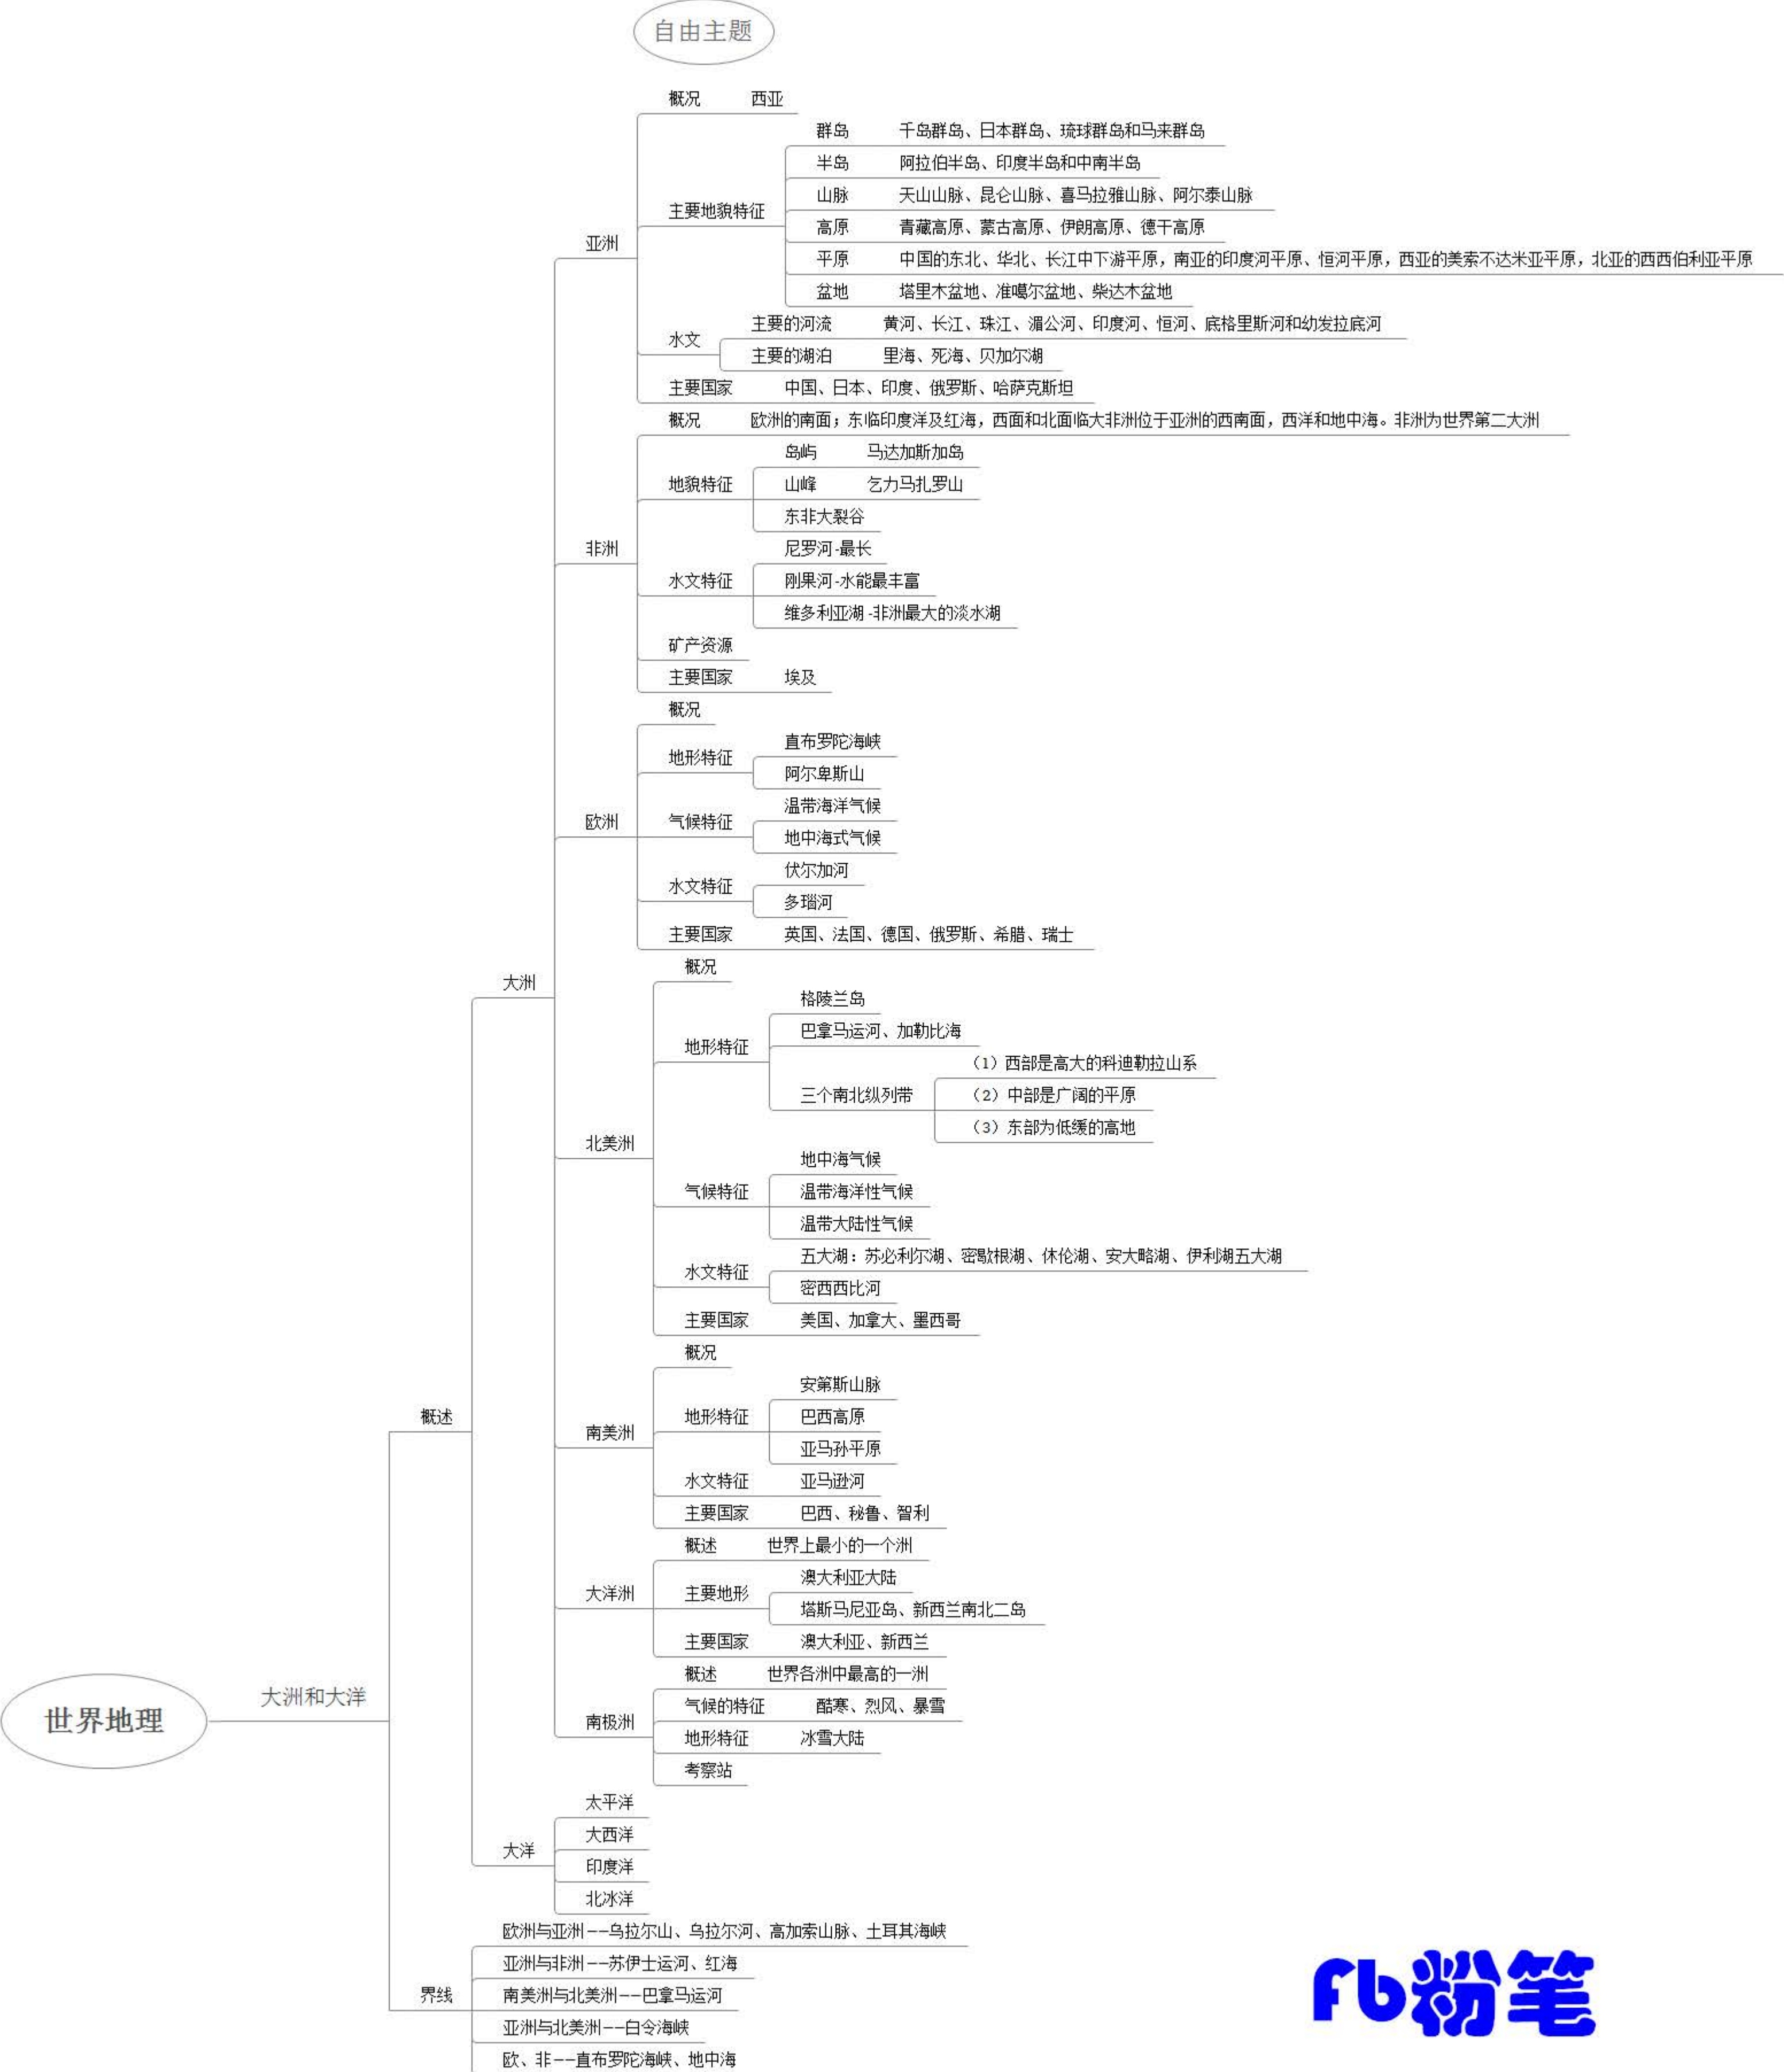 自由主题
概况 西亚
群岛 千岛群岛、日本群岛、琉球群岛和马来群岛
半岛 阿拉伯半岛、印度半岛和中南半岛
山脉 天山山脉、昆仑山脉、喜马拉雅山脉、阿尔泰山脉
主要地貌特征
高原 青藏高原、蒙古高原、伊朗高原、德干高原
亚洲
平原 中国的东北、华北、长江中下游平原，南亚的印度河平原、恒河平原，西亚的美索不达米亚平原，北亚的西西伯利亚平原
盆地 塔里木盆地、准噶尔盆地、柴达木盆地
主要的河流 黄河、长江、珠江、湄公河、印度河、恒河、底格里斯河和幼发拉底河
水文
主要的湖泊 里海、死海、贝加尔湖
主要国家 中国、日本、印度、俄罗斯、哈萨克斯坦
概况 欧洲的南面；东临印度洋及红海，西面和北面临大非洲位于亚洲的西南面，西洋和地中海。非洲为世界第二大洲
岛屿 马达加斯加岛
地貌特征 山峰 乞力马扎罗山
东非大裂谷
非洲 尼罗河-最长
水文特征 刚果河-水能最丰富
维多利亚湖-非洲最大的淡水湖
矿产资源
主要国家 埃及
概况
直布罗陀海峡
地形特征
阿尔卑斯山
温带海洋气候
欧洲 气候特征
地中海式气候
伏尔加河
水文特征
多瑙河
主要国家 英国、法国、德国、俄罗斯、希腊、瑞士
概况
大洲
格陵兰岛
巴拿马运河、加勒比海
地形特征
（1）西部是高大的科迪勒拉山系
三个南北纵列带 （2）中部是广阔的平原
（3）东部为低缓的高地
北美洲
地中海气候
气候特征 温带海洋性气候
温带大陆性气候
五大湖：苏必利尔湖、密歇根湖、休伦湖、安大略湖、伊利湖五大湖
水文特征
密西西比河
主要国家 美国、加拿大、墨西哥
概况
安第斯山脉
概述 地形特征 巴西高原
南美洲
亚马孙平原
水文特征 亚马逊河
主要国家 巴西、秘鲁、智利
概述 世界上最小的一个洲
澳大利亚大陆
大洋洲 主要地形
塔斯马尼亚岛、新西兰南北二岛
主要国家 澳大利亚、新西兰
概述 世界各洲中最高的一洲
大洲和大洋
气候的特征 酷寒、烈风、暴雪
世界地理
南极洲
地形特征 冰雪大陆
考察站
太平洋
大西洋
大洋
印度洋
北冰洋
欧洲与亚洲——乌拉尔山、乌拉尔河、高加索山脉、土耳其海峡
亚洲与非洲——苏伊士运河、红海
界线 南美洲与北美洲——巴拿马运河
亚洲与北美洲——白令海峡
欧、非——直布罗陀海峡、地中海
fb粉笔